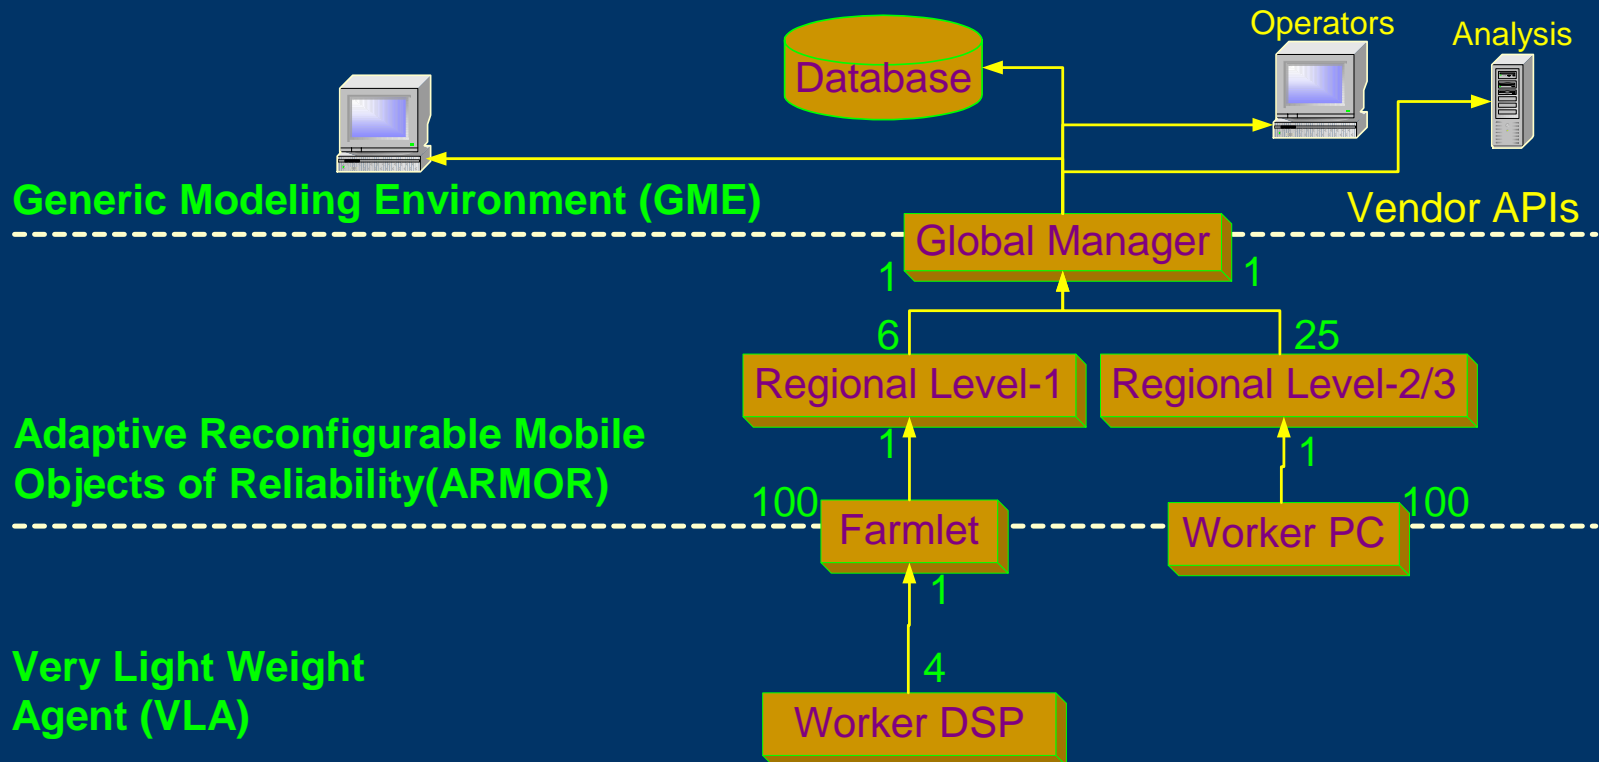 Operators
Analysis
Database
Generic Modeling Environment (GME)
Vendor APIs
Global Manager
1
1
6
25
Regional Level-1
Regional Level-2/3
Adaptive Reconfigurable Mobile
Objects of Reliability(ARMOR)
1
1
100
100
Farmlet
Worker PC
1
Very Light Weight
Agent (VLA)
4
Worker DSP